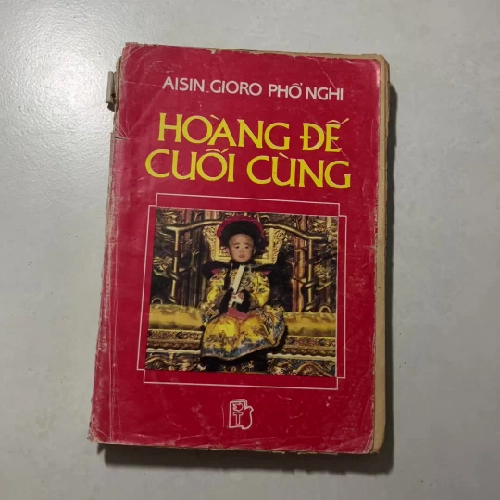 AISIN.GIORO PHỔ NGHI
HOÀNG ĐẾ
CUỐI CÙNG